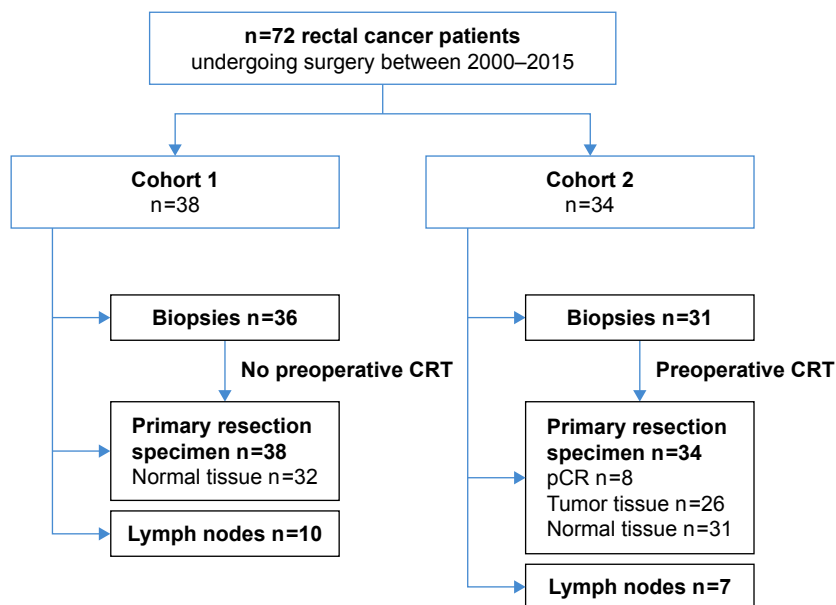 n=72 rectal cancer patients
undergoing surgery between 2000–2015
Cohort 1
n=38
Biopsies n=36
No preoperative CRT
Primary resection
specimen n=38
Normal tissue n=32
Lymph nodes n=10
Cohort 2
n=34
Biopsies n=31
Preoperative CRT
Primary resection
specimen n=34
pCR n=8
Tumor tissue n=26
Normal tissue n=31
Lymph nodes n=7